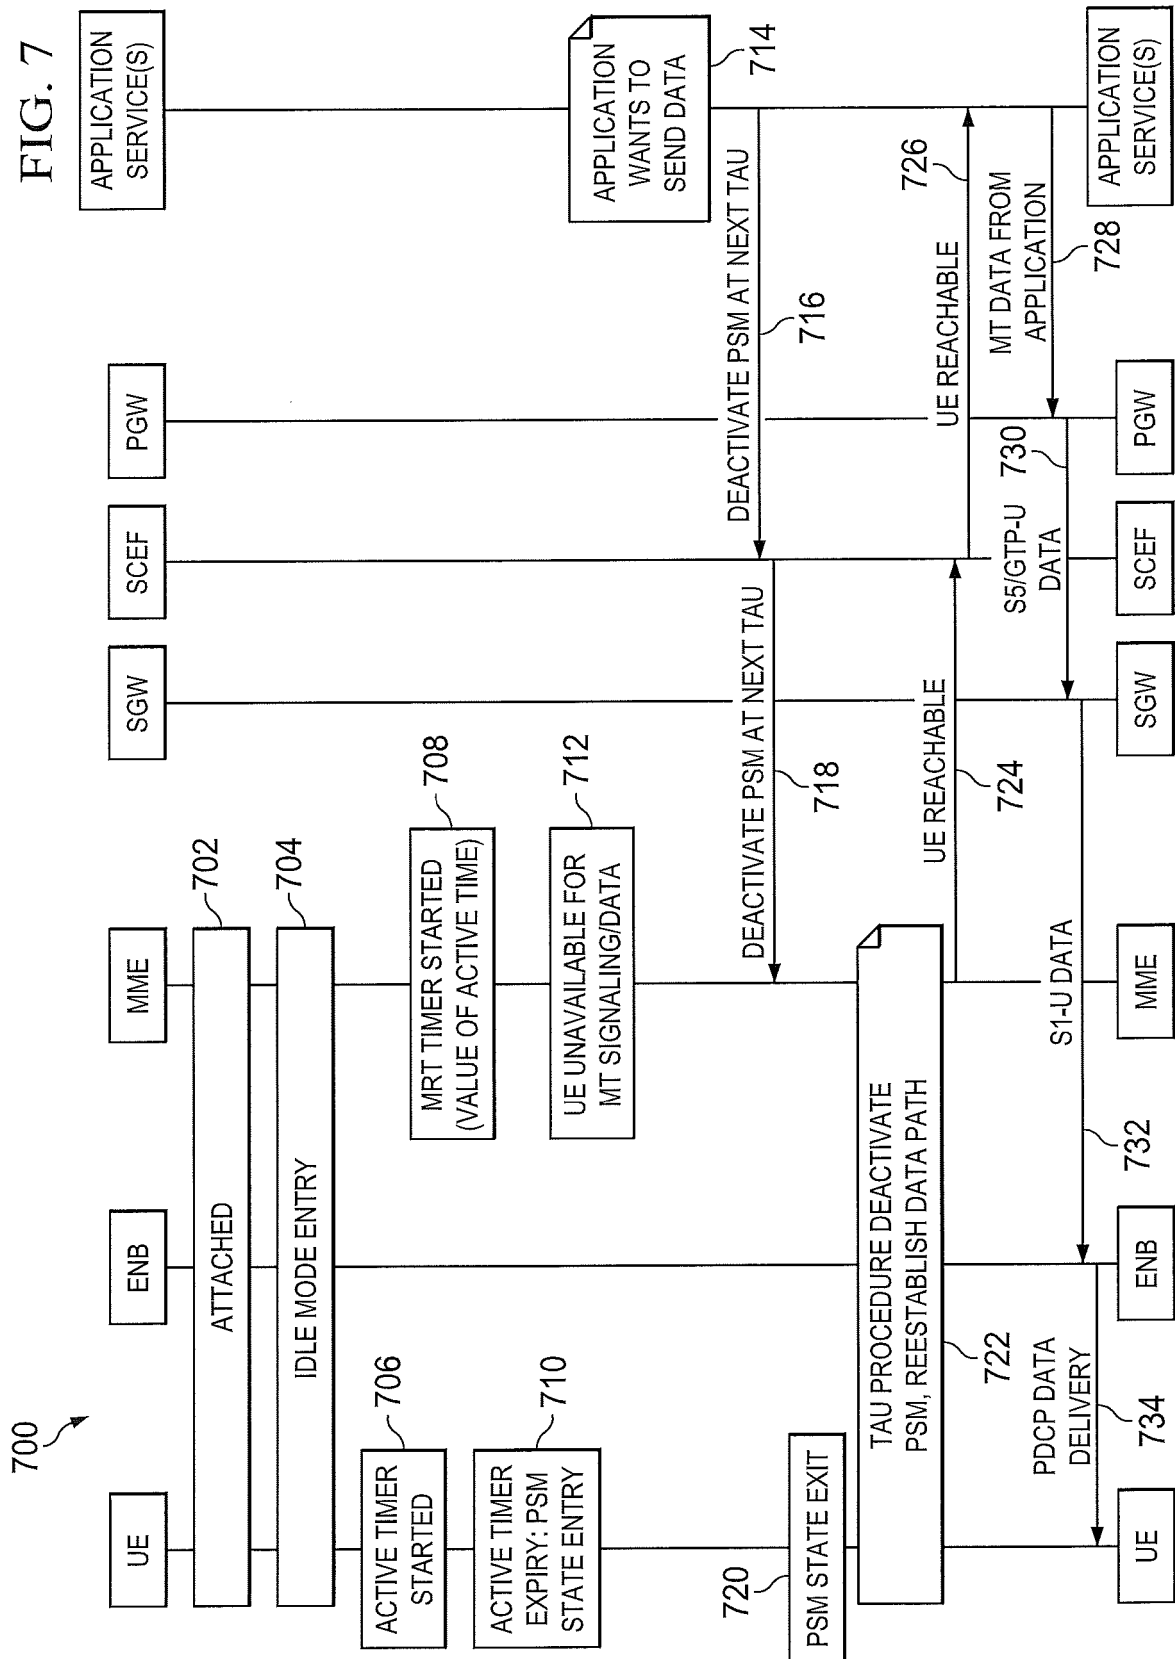 FIG. 7
700
UE
ENB
MME
SGW
SCEF
PGW
APPLICATION
SERVICE(S)
ATTACHED
702
IDLE MODE ENTRY
704
ACTIVE TIMER
STARTED
706
MRT TIMER STARTED
(VALUE OF ACTIVE TIME)
708
ACTIVE TIMER
EXPIRY: PSM
STATE ENTRY
710
UE UNAVAILABLE FOR
MT SIGNALING/DATA
712
APPLICATION
WANTS TO
SEND DATA
714
DEACTIVATE PSM AT NEXT TAU
716
DEACTIVATE PSM AT NEXT TAU
718
PSM STATE EXIT
720
TAU PROCEDURE DEACTIVATE
PSM, REESTABLISH DATA PATH
722
UE REACHABLE
724
UE REACHABLE
726
MT DATA FROM
APPLICATION
728
S5/GTP-U
DATA
730
S1-U DATA
732
PDCP DATA
DELIVERY
734
UE
ENB
MME
SGW
SCEF
PGW
APPLICATION
SERVICE(S)